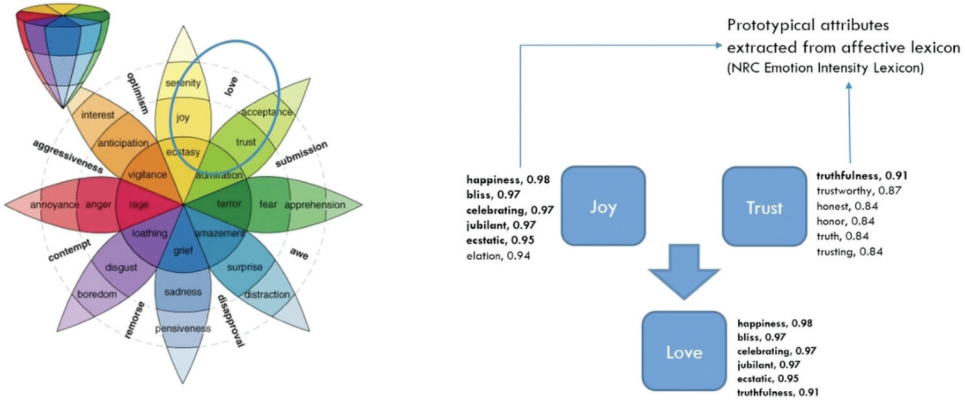 serenity
joy
ecstasy
optimism
love
interest
anticipation
vigilance
acceptance
trust
admiration
aggressiveness
submission
annoyance
anger
rage
terror
fear
apprehension
loathing
grief
amazement
contempt
awe
disgust
boredom
sadness
pensiveness
surprise
distraction
remorse
disapproval
Prototypical attributes
extracted from affective lexicon
(NRC Emotion Intensity Lexicon)
happiness, 0.98
bliss, 0.97
celebrating, 0.97
jubilant, 0.97
ecstatic, 0.95
elation, 0.94
Joy
Trust
truthfulness, 0.91
trustworthy, 0.87
honest, 0.84
honor, 0.84
truth, 0.84
trusting, 0.84
Love
happiness, 0.98
bliss, 0.97
celebrating, 0.97
jubilant, 0.97
ecstatic, 0.95
truthfulness, 0.91